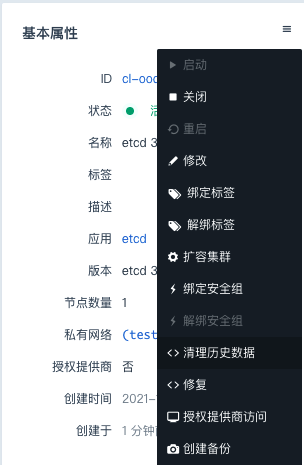 基本属性
ID cl-ooc
状态
名称 etcd 3
标签
描述
应用 etcd
版本 etcd 3
节点数量 1
私有网络 (test
授权提供商 否
创建时间 2021-
创建于 1 分钟
启动
关闭
重启
修改
绑定标签
解绑标签
扩容集群
绑定安全组
解绑安全组
清理历史数据
修复
授权提供商访问
创建备份